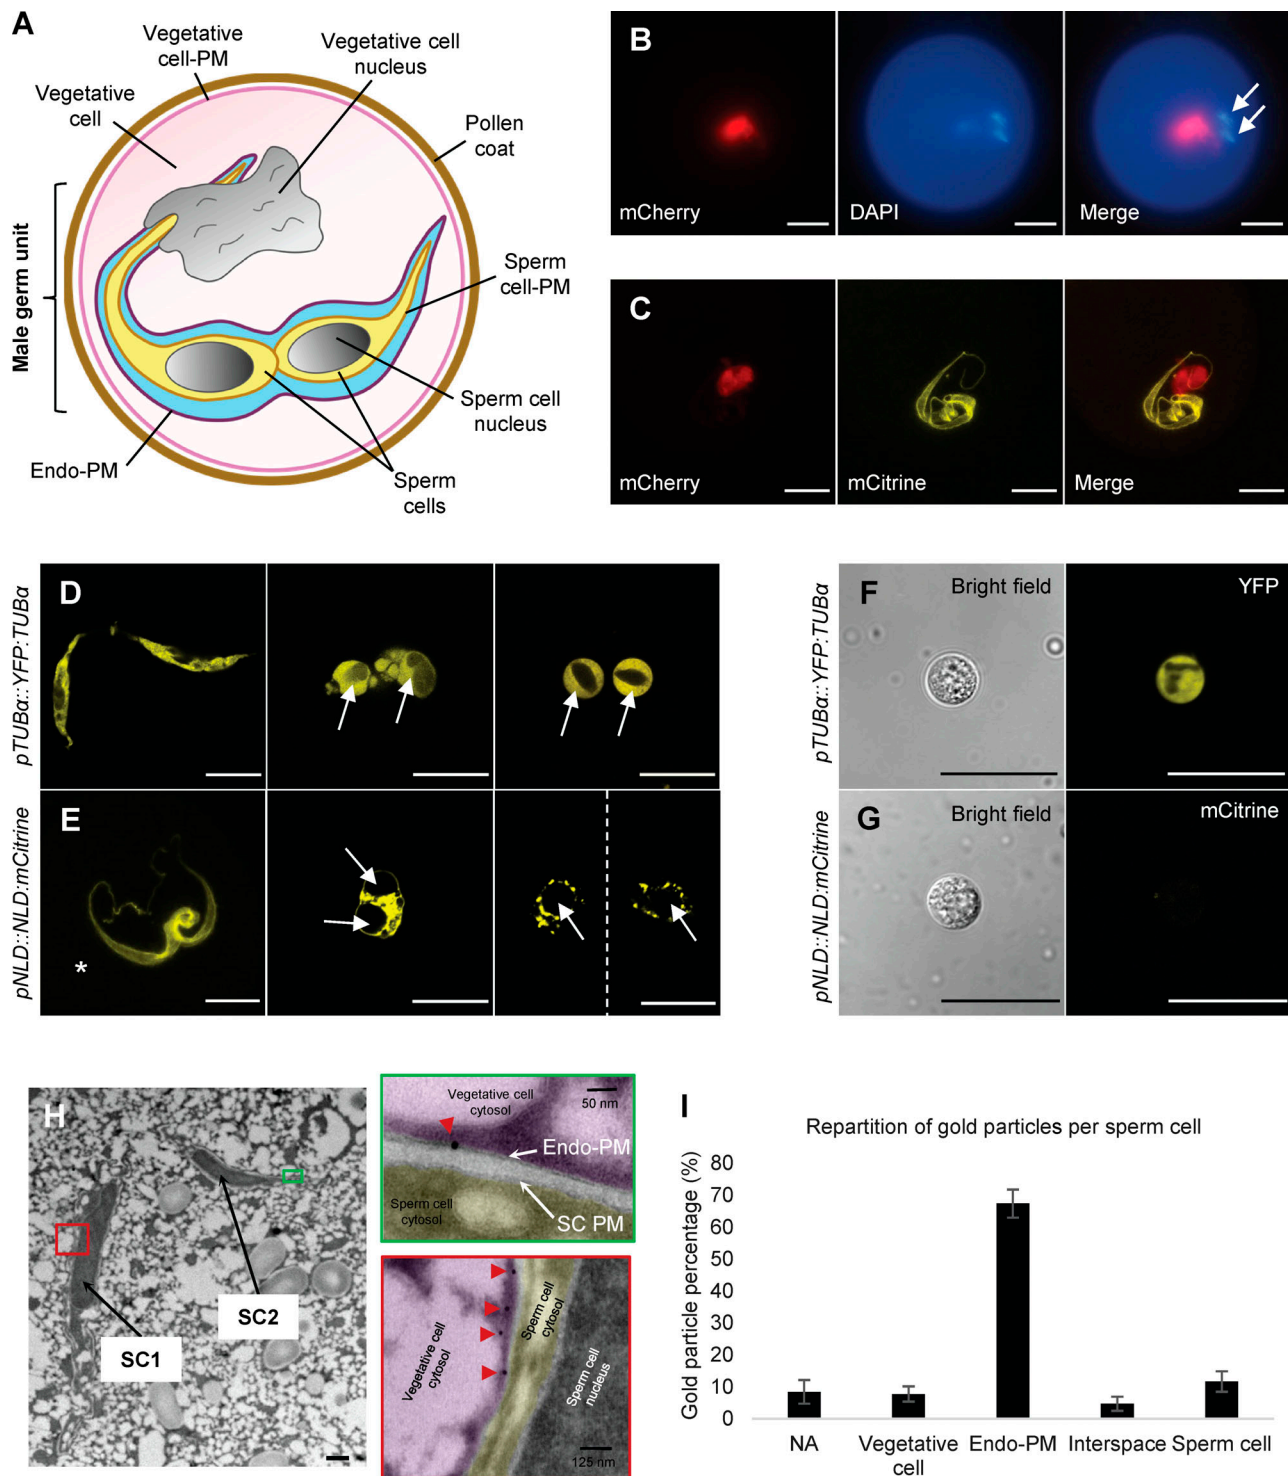 A
Vegetative
cell-PM
Vegetative cell
nucleus
Vegetative
cell
Pollen
coat
Male germ unit
Sperm
cell-PM
Sperm cell
nucleus
Endo-PM
Sperm
cells
B
mCherry
DAPI
Merge
C
mCherry
mCitrine
Merge
pTUBα::YFP:TUBα
D
pNLD::NLD:mCitrine
E
*
pTUBα::YFP:TUBα
F
Bright field
YFP
pNLD::NLD:mCitrine
G
Bright field
mCitrine
H
SC1
SC2
Vegetative cell
cytosol
50 nm
Endo-PM
Sperm cell
cytosol
SC PM
Vegetative cell
cytosol
Sperm cell
cytosol
Sperm cell
nucleus
125 nm
I
Repartition of gold particles per sperm cell
Gold particle percentage (%)
80
70
60
50
40
30
20
10
0
NA
Vegetative
cell
Endo-PM
Interspace
Sperm cell